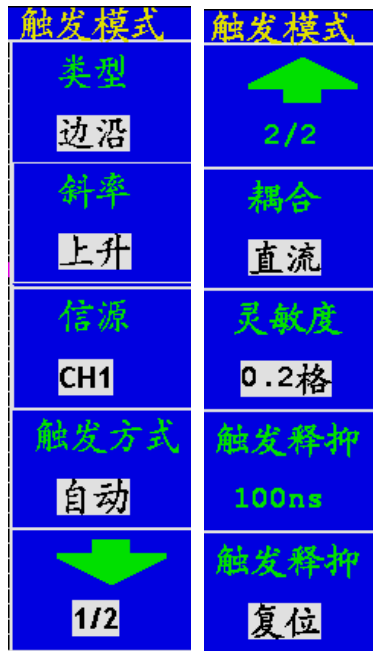 触发模式
类型
边沿
斜率
上升
信源
CH1
触发方式
自动
1/2
触发模式
2/2
耦合
直流
灵敏度
0.2格
触发释抑
100ns
触发释抑
复位